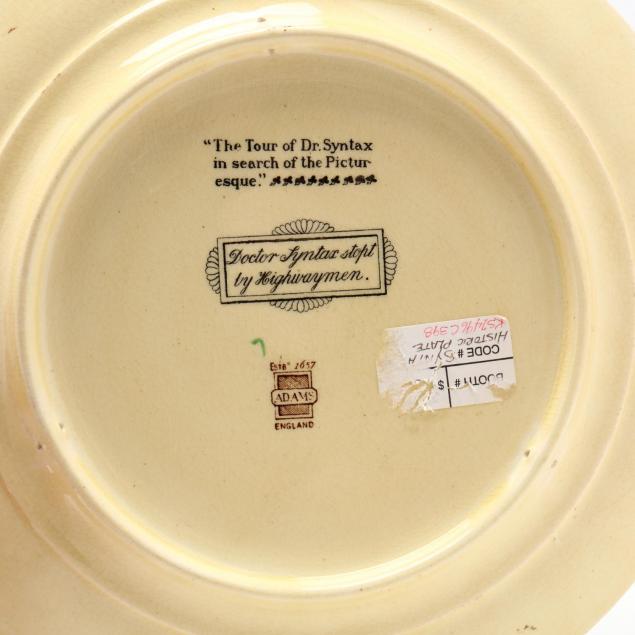 "The Tour of Dr. Syntax
in search of the Pictur-
esque."
Doctor Syntax stopt
by Highwaymen.
ESTBD 1657
ADAMS
ENGLAND
BOOTH #
$
CODE #
HISTORIC PLATE